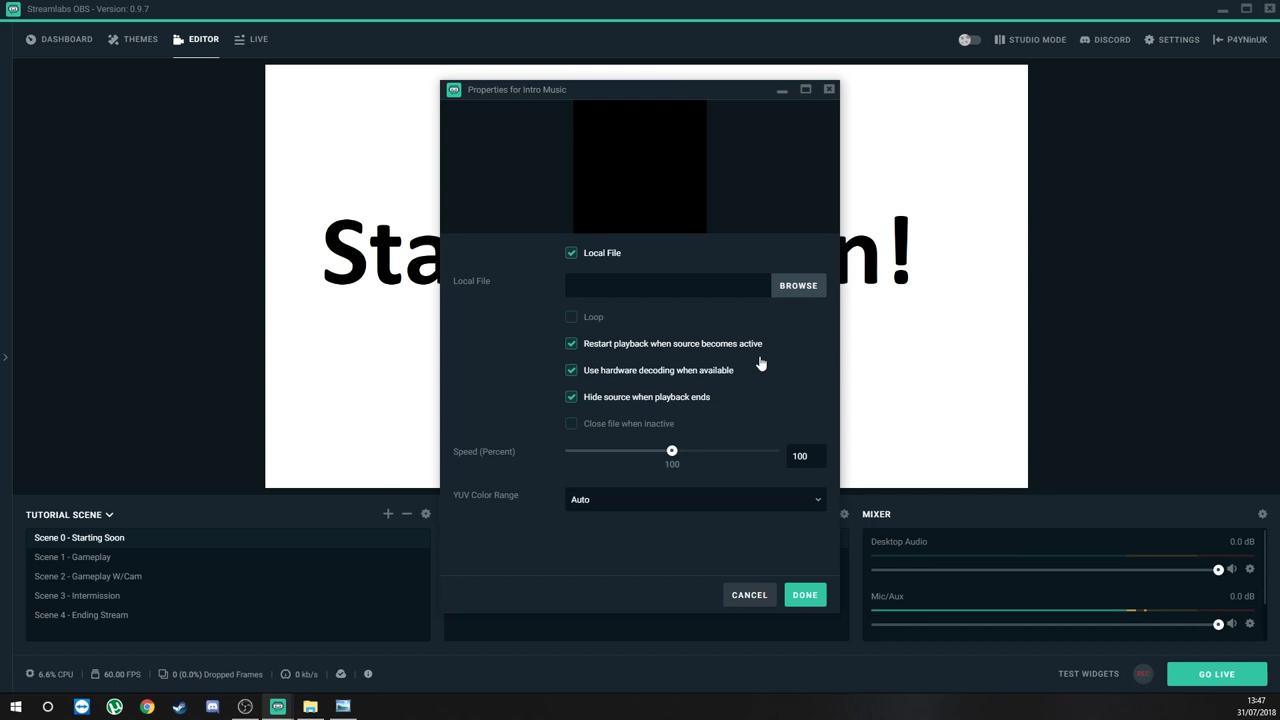 Streamlabs OBS - Version: 0.9.7
DASHBOARD THEMES EDITOR LIVE STUDIO MODE DISCORD SETTINGS P4YNinUK
Properties for Intro Music
Sta n!
Local File
Local File BROWSE
Loop
Restart playback when source becomes active
Use hardware decoding when available
Hide source when playback ends
Close file when inactive
Speed (Percent) 100
100
YUV Color Range Auto
CANCEL DONE
TUTORIAL SCENE
Scene 0 - Starting Soon
Scene 1 - Gameplay
Scene 2 - Gameplay W/Cam
Scene 3 - Intermission
Scene 4 - Ending Stream
MIXER
Desktop Audio 0.0 dB
Mic/Aux 0.0 dB
6.6% CPU 60.00 FPS 0 (0.0%) Dropped Frames 0 kb/s TEST WIDGETS REC GO LIVE
13:47
31/07/2018